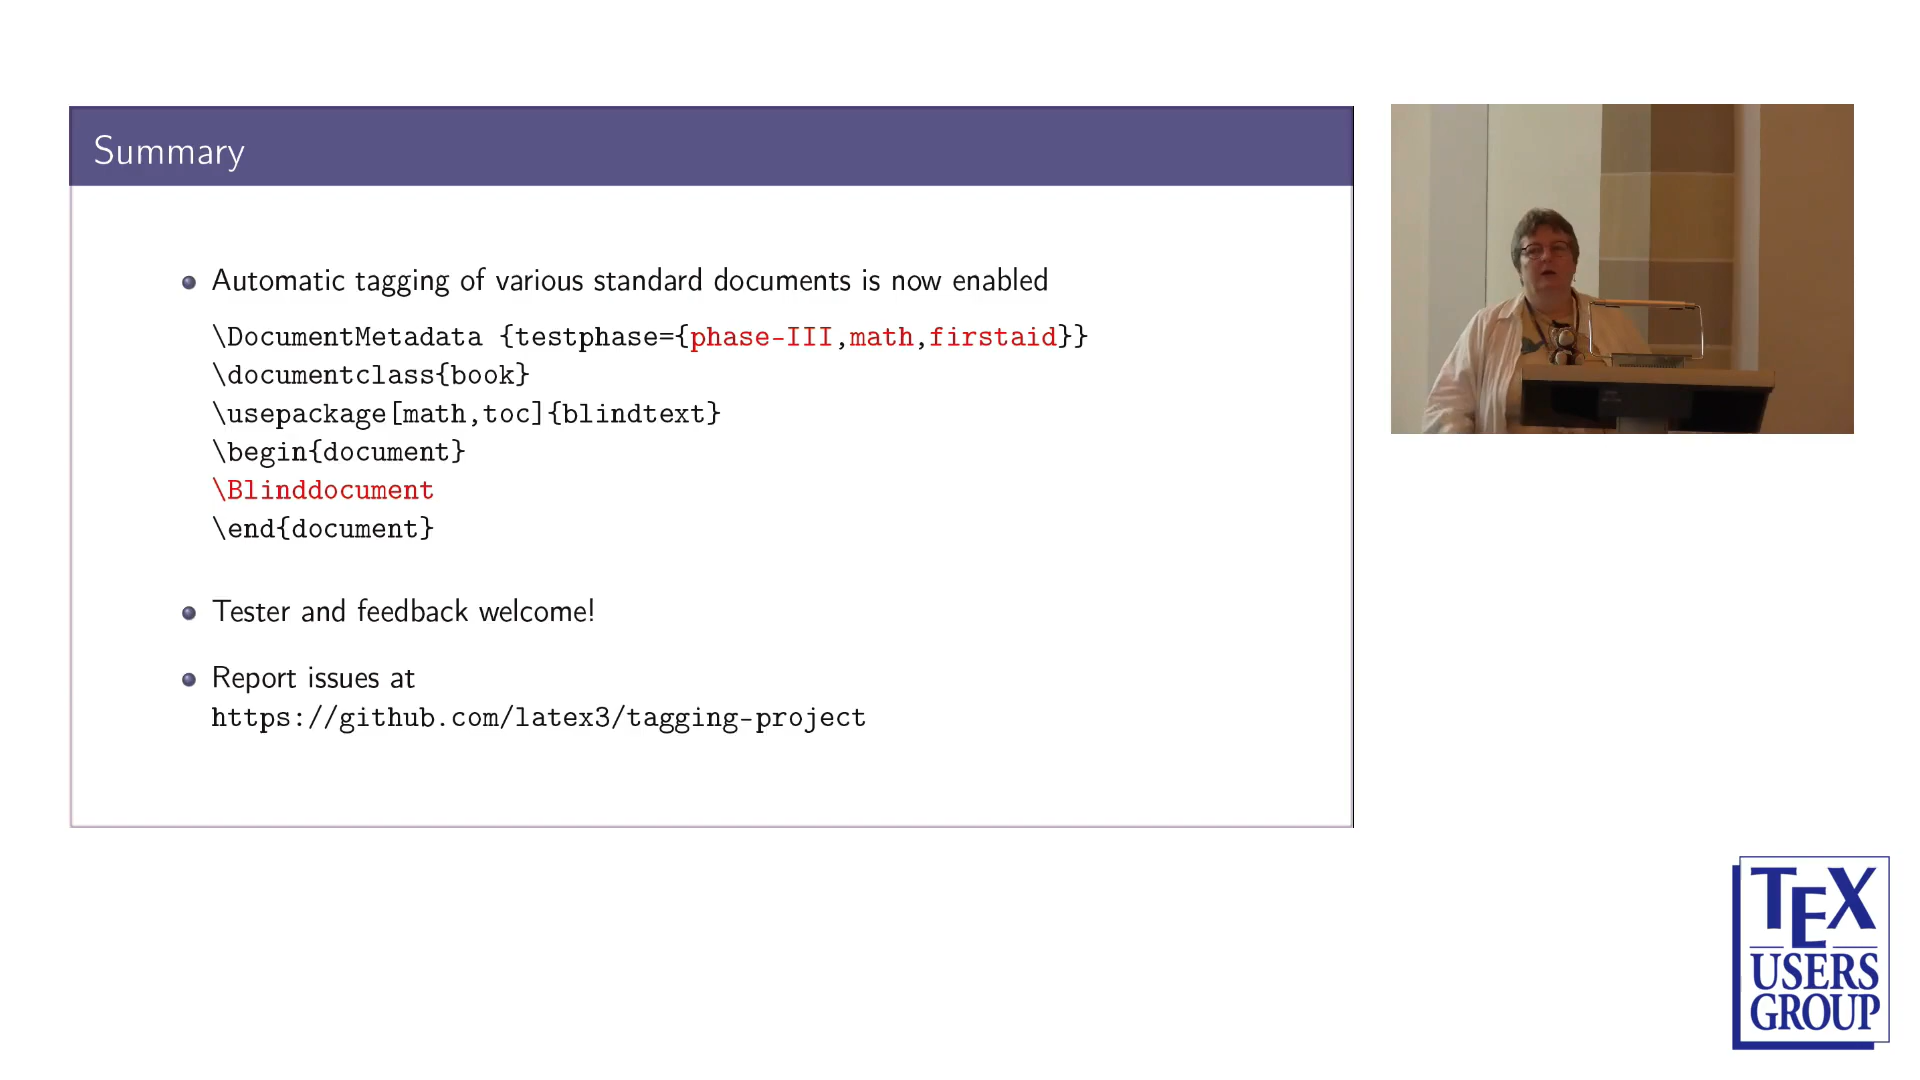 Summary
Automatic tagging of various standard documents is now enabled
\DocumentMetadata {testphase={phase-III,math,firstaid}}
\documentclass{book}
\usepackage[math,toc]{blindtext}
\begin{document}
\Blinddocument
\end{document}
Tester and feedback welcome!
Report issues at
https://github.com/latex3/tagging-project
TEX
USERS
GROUP